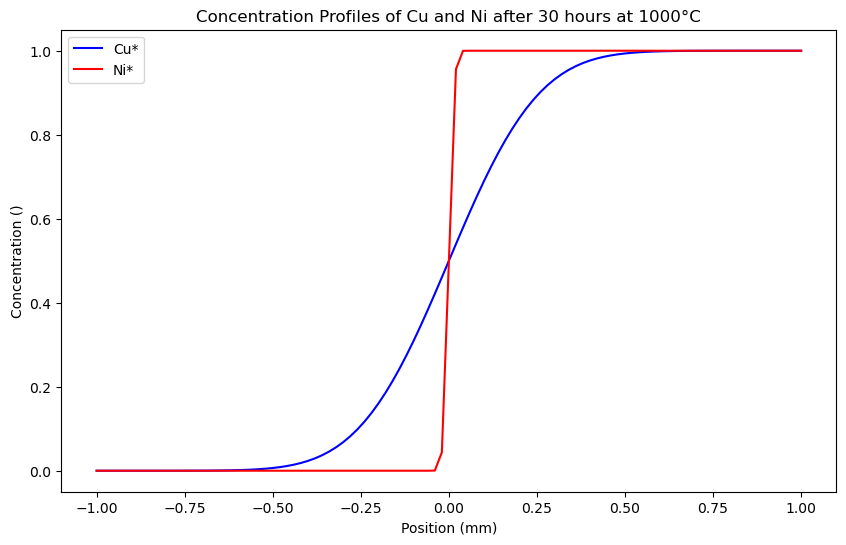 Concentration Profiles of Cu and Ni after 30 hours at 1000°C
Cu*
Ni*
Concentration ()
1.0
0.8
0.6
0.4
0.2
0.0
−1.00 −0.75 −0.50 −0.25 0.00 0.25 0.50 0.75 1.00
Position (mm)